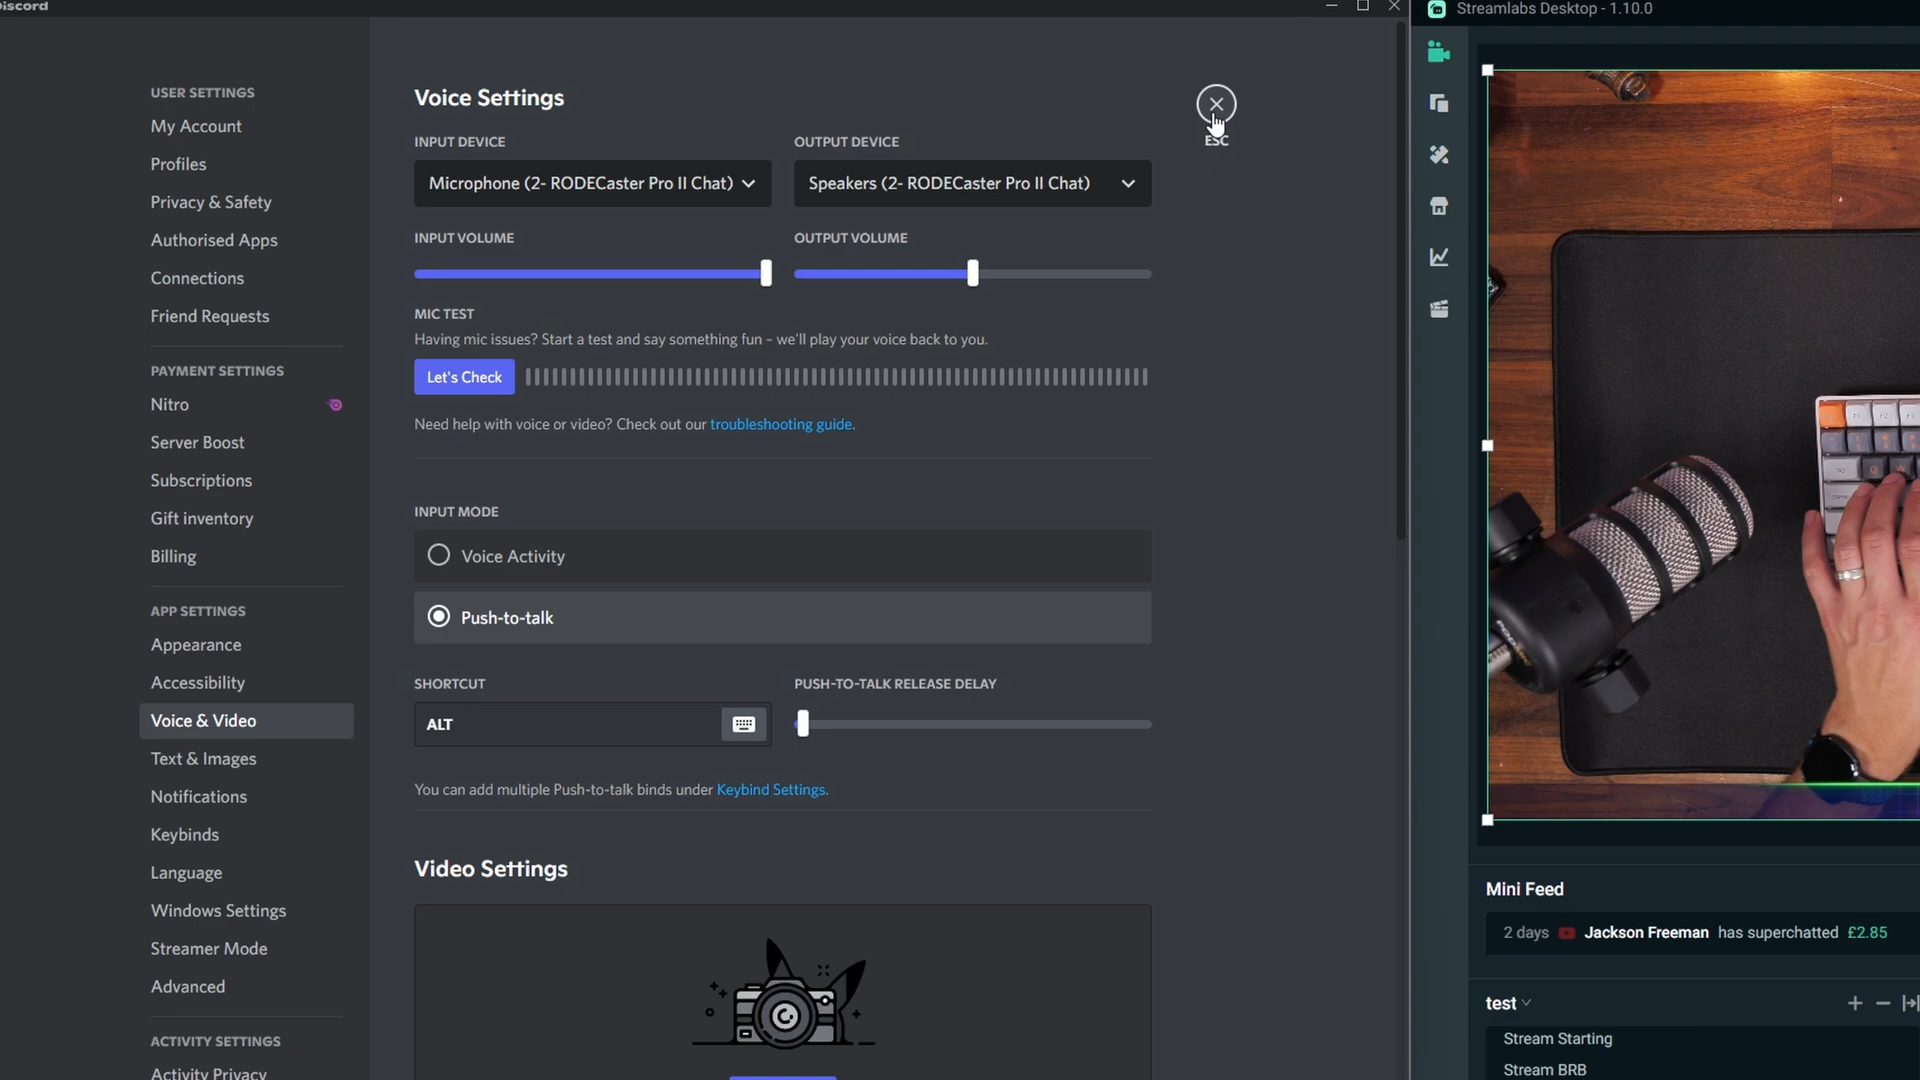 Discord
USER SETTINGS
My Account
Profiles
Privacy & Safety
Authorised Apps
Connections
Friend Requests
PAYMENT SETTINGS
Nitro
Server Boost
Subscriptions
Gift inventory
Billing
APP SETTINGS
Appearance
Accessibility
Voice & Video
Text & Images
Notifications
Keybinds
Language
Windows Settings
Streamer Mode
Advanced
ACTIVITY SETTINGS
Activity Privacy
Voice Settings
ESC
INPUT DEVICE
Microphone (2- RODECaster Pro II Chat)
OUTPUT DEVICE
Speakers (2- RODECaster Pro II Chat)
INPUT VOLUME
OUTPUT VOLUME
MIC TEST
Having mic issues? Start a test and say something fun – we'll play your voice back to you.
Let's Check
Need help with voice or video? Check out our troubleshooting guide.
INPUT MODE
Voice Activity
Push-to-talk
SHORTCUT
ALT
PUSH-TO-TALK RELEASE DELAY
You can add multiple Push-to-talk binds under Keybind Settings.
Video Settings
Streamlabs Desktop - 1.10.0
Mini Feed
2 days Jackson Freeman has superchatted £2.85
test
Stream Starting
Stream BRB